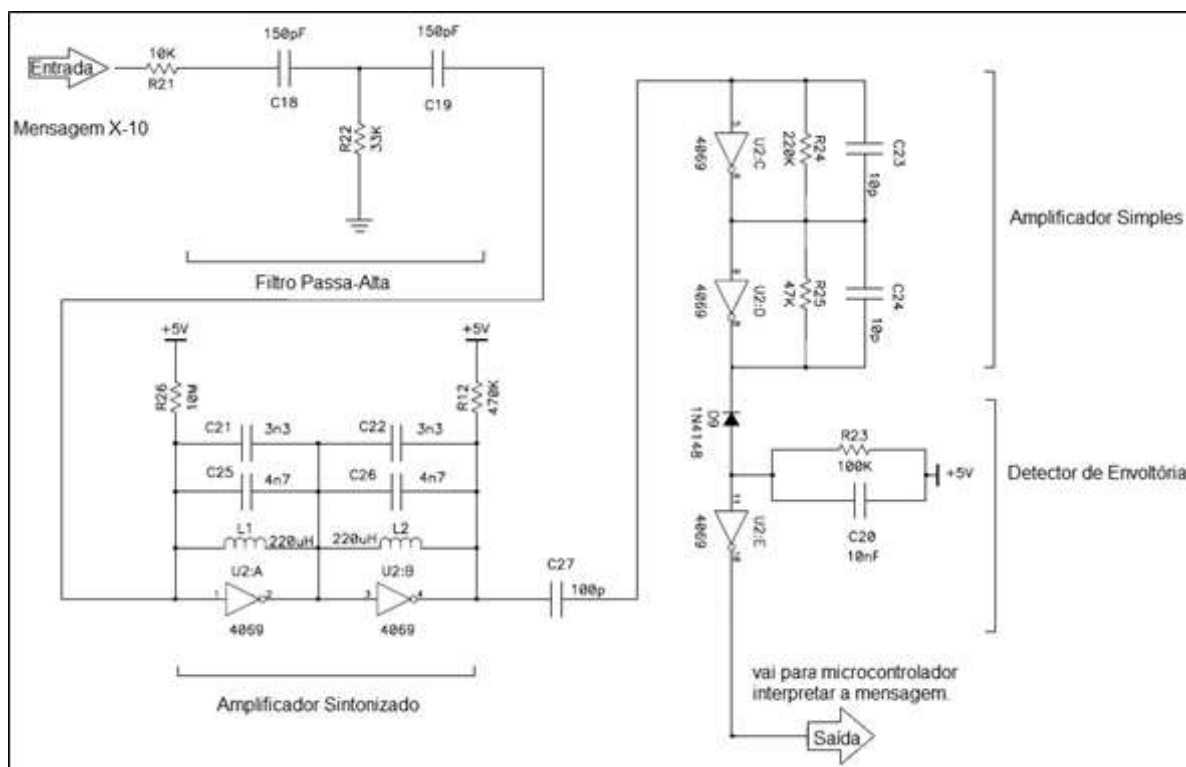 150pF
150pF
10K
Entrada
R21
C18
C19
Mensagem X-10
R22
33K
Filtro Passa-Alta
U2:C
4069
R24
220K
C23
10p
Amplificador Simples
U2:D
4069
R25
47K
C24
10p
+5V
+5V
R26
10M
R12
470K
C21
3n3
C22
3n3
C25
4n7
C26
4n7
L1
220uH
L2
220uH
U2:A
1
2
4069
U2:B
3
4
4069
C27
100p
Amplificador Sintonizado
D9
1N4148
R23
100K
+5V
C20
10nF
Detector de Envoltória
11
U2:E
4069
10
vai para microcontrolador
interpretar a mensagem.
Saída